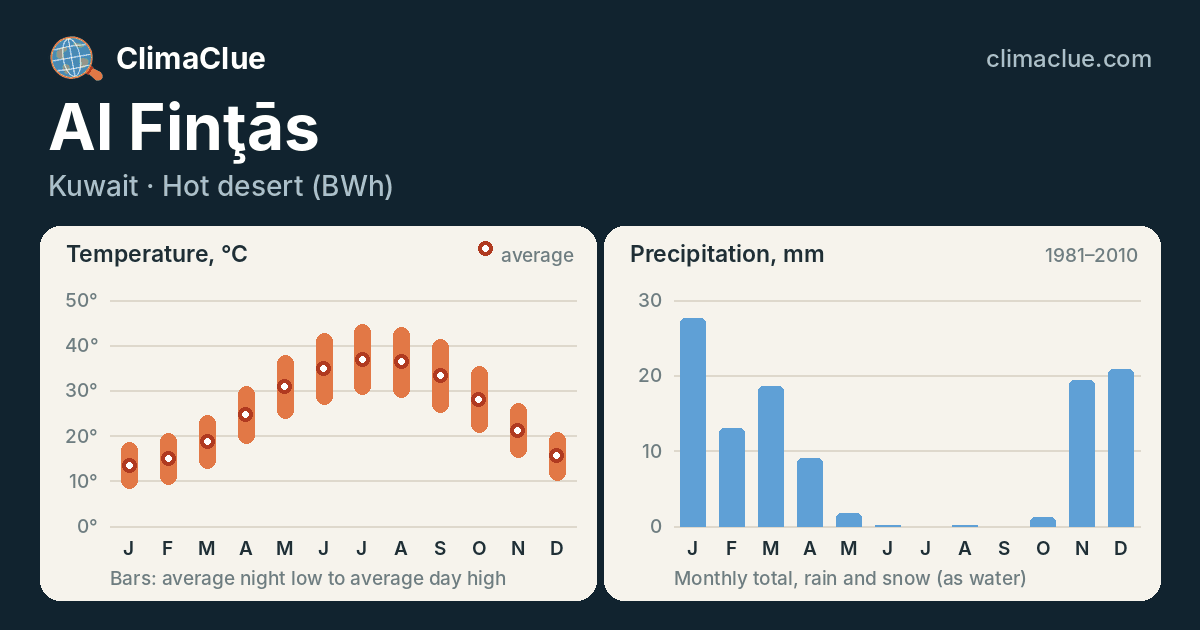 ClimaClue
climaclue.com
Al Finţās
Kuwait · Hot desert (BWh)
Temperature, °C
average
50°
40°
30°
20°
10°
0°
J F M A M J J A S O N D
Bars: average night low to average day high
Precipitation, mm
1981–2010
30
20
10
0
J F M A M J J A S O N D
Monthly total, rain and snow (as water)